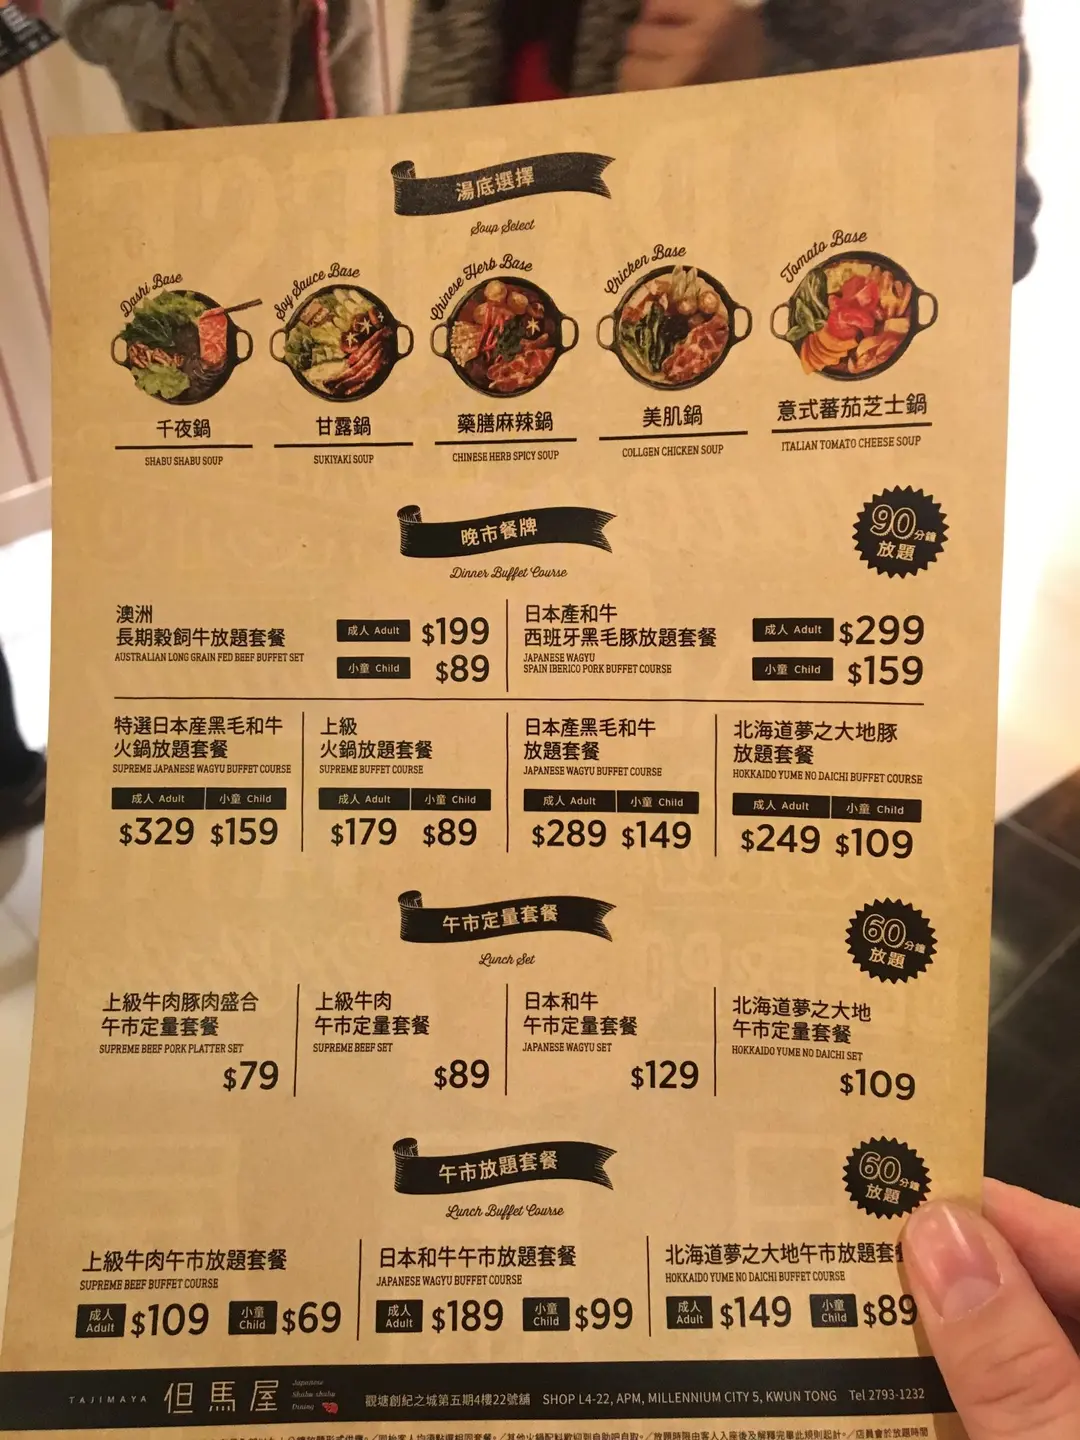 湯底選擇
Soup Select
Dashi Base
Soy Sauce Base
Chinese Herb Base
Chicken Base
Tomato Base
千夜鍋
甘露鍋
藥膳麻辣鍋
美肌鍋
意式蕃茄芝士鍋
SHABU SHABU SOUP
SUKIYAKI SOUP
CHINESE HERB SPICY SOUP
COLLGEN CHICKEN SOUP
ITALIAN TOMATO CHEESE SOUP
晚市餐牌
Dinner Buffet Course
90分鐘
放題
澳洲
長期穀飼牛放題套餐
AUSTRALIAN LONG GRAIN FED BEEF BUFFET SET
成人 Adult $199
小童 Child $89
日本產和牛
西班牙黑毛豚放題套餐
JAPANESE WAGYU
SPAIN IBERICO PORK BUFFET COURSE
成人 Adult $299
小童 Child $159
特選日本產黑毛和牛
火鍋放題套餐
SUPREME JAPANESE WAGYU BUFFET COURSE
成人 Adult 小童 Child
$329 $159
上級
火鍋放題套餐
SUPREME BUFFET COURSE
成人 Adult 小童 Child
$179 $89
日本產黑毛和牛
放題套餐
JAPANESE WAGYU BUFFET COURSE
成人 Adult 小童 Child
$289 $149
北海道夢之大地豚
放題套餐
HOKKAIDO YUME NO DAICHI BUFFET COURSE
成人 Adult 小童 Child
$249 $109
午市定量套餐
Lunch Set
60分鐘
放題
上級牛肉豚肉盛合
午市定量套餐
SUPREME BEEF PORK PLATTER SET
$79
上級牛肉
午市定量套餐
SUPREME BEEF SET
$89
日本和牛
午市定量套餐
JAPANESE WAGYU SET
$129
北海道夢之大地
午市定量套餐
HOKKAIDO YUME NO DAICHI SET
$109
午市放題套餐
Lunch Buffet Course
60分鐘
放題
上級牛肉午市放題套餐
SUPREME BEEF BUFFET COURSE
成人 Adult $109 小童 Child $69
日本和牛午市放題套餐
JAPANESE WAGYU BUFFET COURSE
成人 Adult $189 小童 Child $99
北海道夢之大地午市放題套
HOKKAIDO YUME NO DAICHI BUFFET COURSE
成人 Adult $149 小童 Child $89
TAJIMAYA 但馬屋 Japanese Shabu shabu Dining 觀塘創紀之城第五期4樓22號舖 SHOP L4-22, APM, MILLENNIUM CITY 5, KWUN TONG Tel 2793-1232